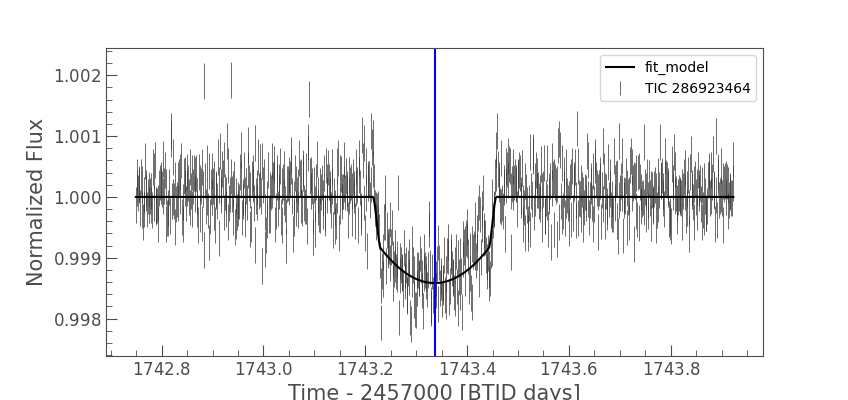 1.002
1.001
1.000
0.999
0.998
Normalized Flux
fit_model
TIC 286923464
1742.8 1743.0 1743.2 1743.4 1743.6 1743.8
Time - 2457000 [BTJD days]